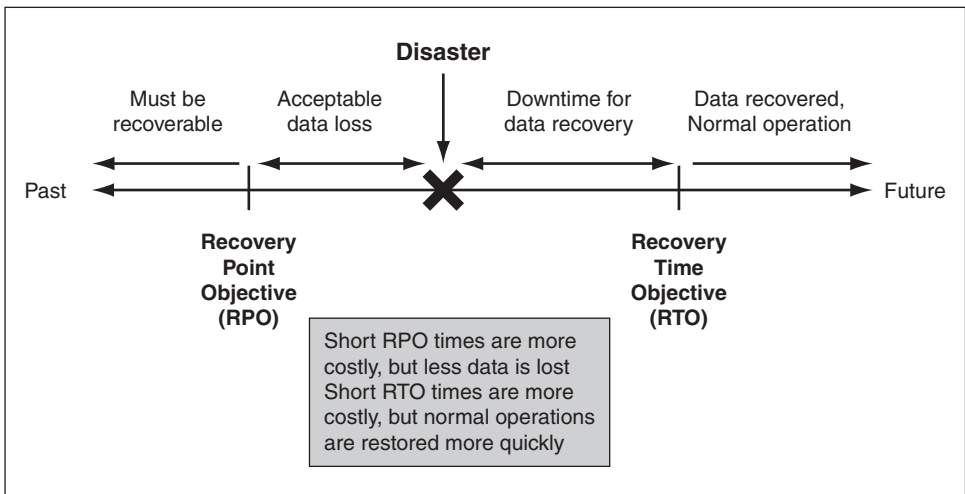 Disaster
Must be
recoverable
Acceptable
data loss
Downtime for
data recovery
Data recovered,
Normal operation
Past
Future
Recovery
Point
Objective
(RPO)
Recovery
Time
Objective
(RTO)
Short RPO times are more
costly, but less data is lost
Short RTO times are more
costly, but normal operations
are restored more quickly